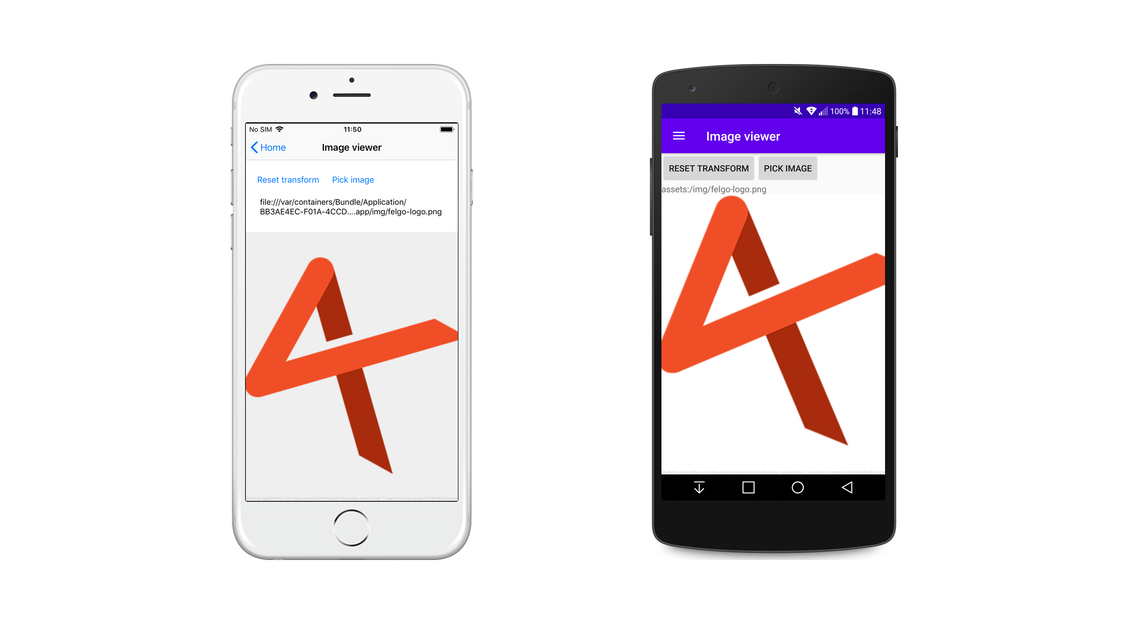 No SIM 11:50
Home Image viewer
Reset transform Pick image
file:///var/containers/Bundle/Application/
BB3AE4EC-F01A-4CCD....app/img/felgo-logo.png
100% 11:48
Image viewer
RESET TRANSFORM PICK IMAGE
assets:/img/felgo-logo.png